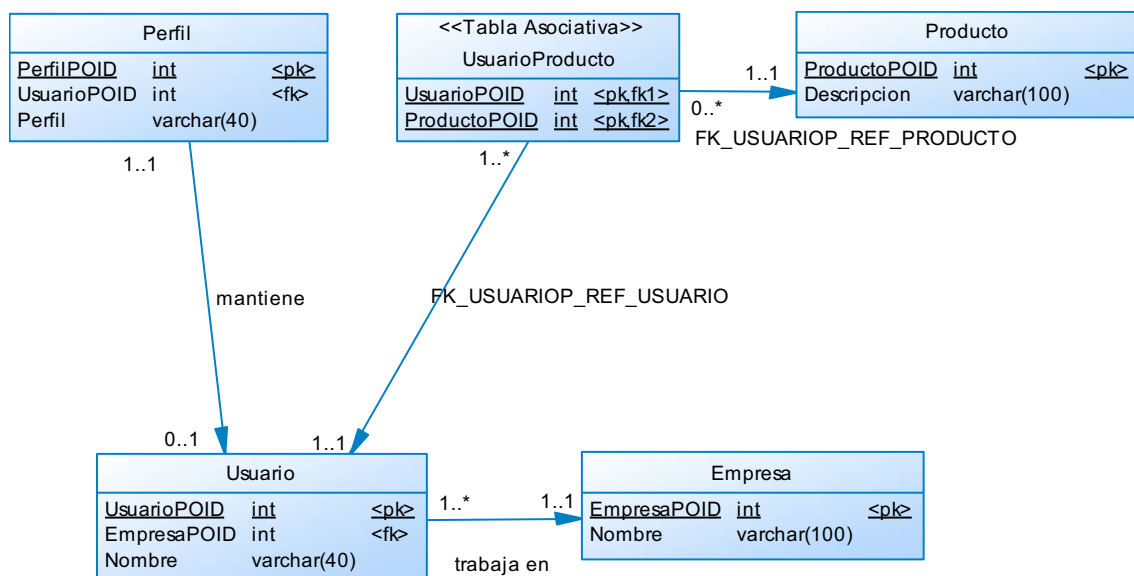 Perfil
PerfilPOID int <pk>
UsuarioPOID int <fk>
Perfil varchar(40)
<<Tabla Asociativa>>
UsuarioProducto
UsuarioPOID int <pk,fk1>
ProductoPOID int <pk,fk2>
Producto
ProductoPOID int <pk>
Descripcion varchar(100)
1..1
0..*
FK_USUARIOP_REF_PRODUCTO
1..1
1..*
mantiene
FK_USUARIOP_REF_USUARIO
0..1
1..1
Usuario
UsuarioPOID int <pk>
EmpresaPOID int <fk>
Nombre varchar(40)
1..*
1..1
trabaja en
Empresa
EmpresaPOID int <pk>
Nombre varchar(100)